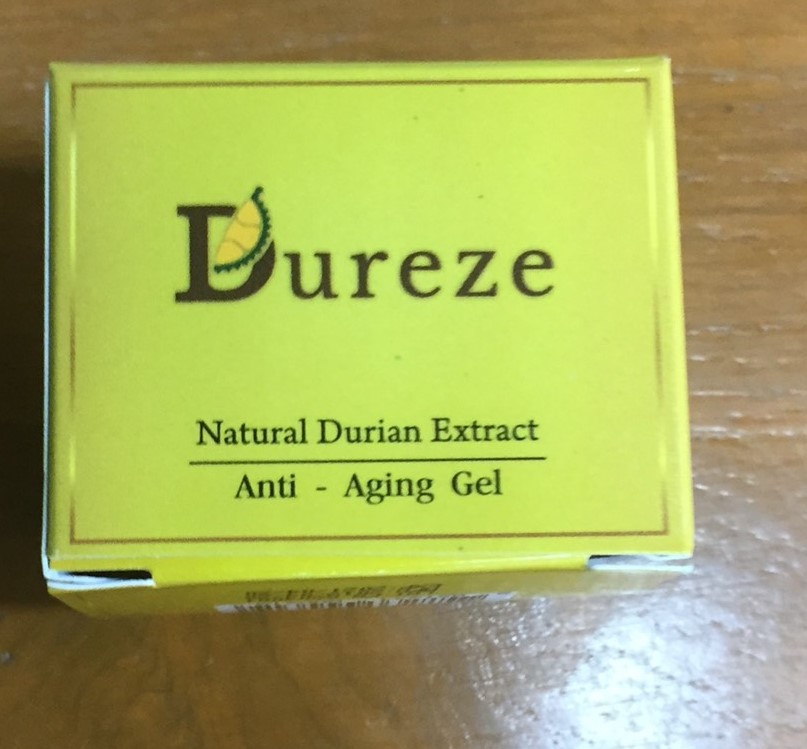 Dureze
Natural Durian Extract
Anti - Aging Gel